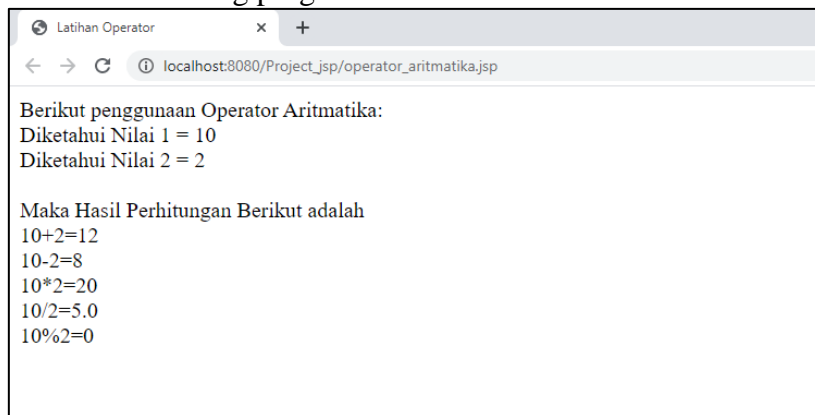 Latihan Operator
localhost:8080/Project_jsp/operator_aritmatika.jsp
Berikut penggunaan Operator Aritmatika:
Diketahui Nilai 1 = 10
Diketahui Nilai 2 = 2
Maka Hasil Perhitungan Berikut adalah
10+2=12
10-2=8
10*2=20
10/2=5.0
10%2=0